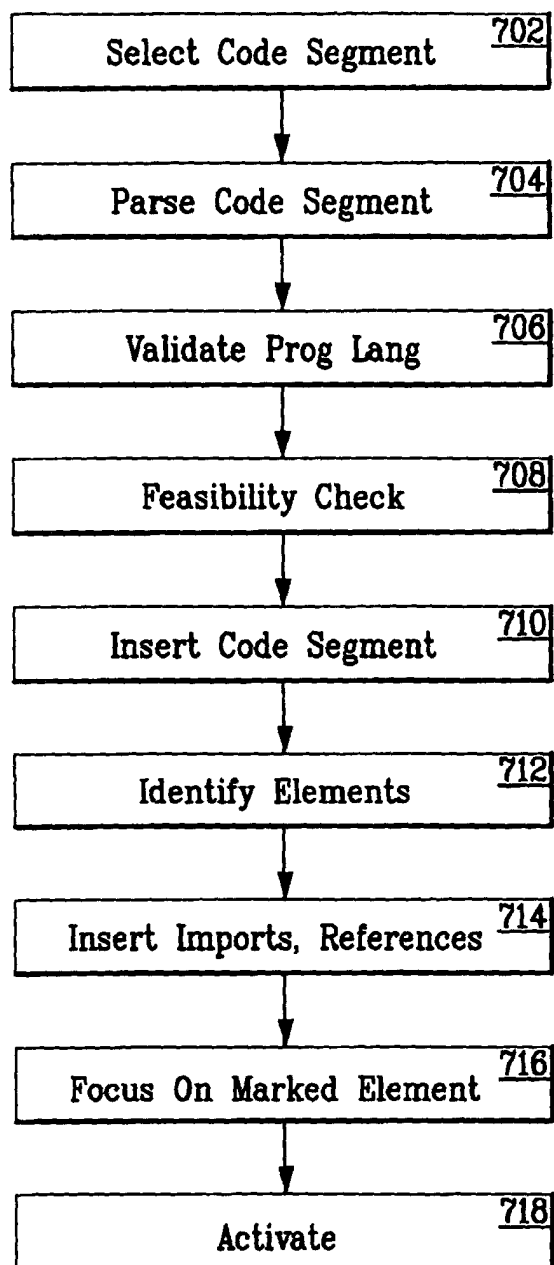 702
Select Code Segment
704
Parse Code Segment
706
Validate Prog Lang
708
Feasibility Check
710
Insert Code Segment
712
Identify Elements
714
Insert Imports, References
716
Focus On Marked Element
718
Activate